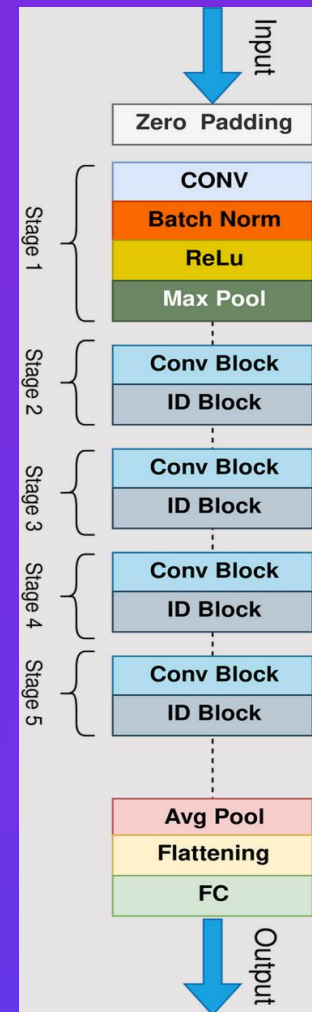 Input
Zero Padding
Stage 1
CONV
Batch Norm
ReLu
Max Pool
Stage 2
Conv Block
ID Block
Stage 3
Conv Block
ID Block
Stage 4
Conv Block
ID Block
Stage 5
Conv Block
ID Block
Avg Pool
Flattening
FC
Output